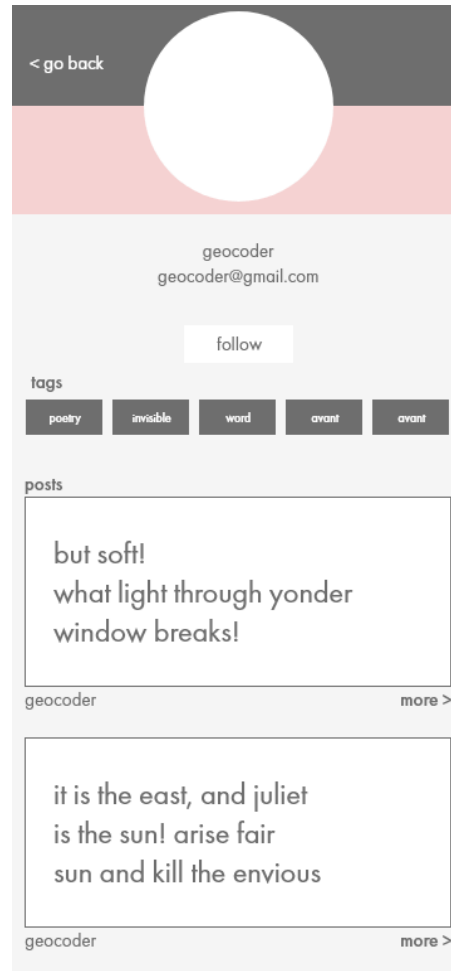 < go back
geocoder
geocoder@gmail.com
follow
tags
poetry invisible word avant avant
posts
but soft!
what light through yonder
window breaks!
geocoder more >
it is the east, and juliet
is the sun! arise fair
sun and kill the envious
geocoder more >